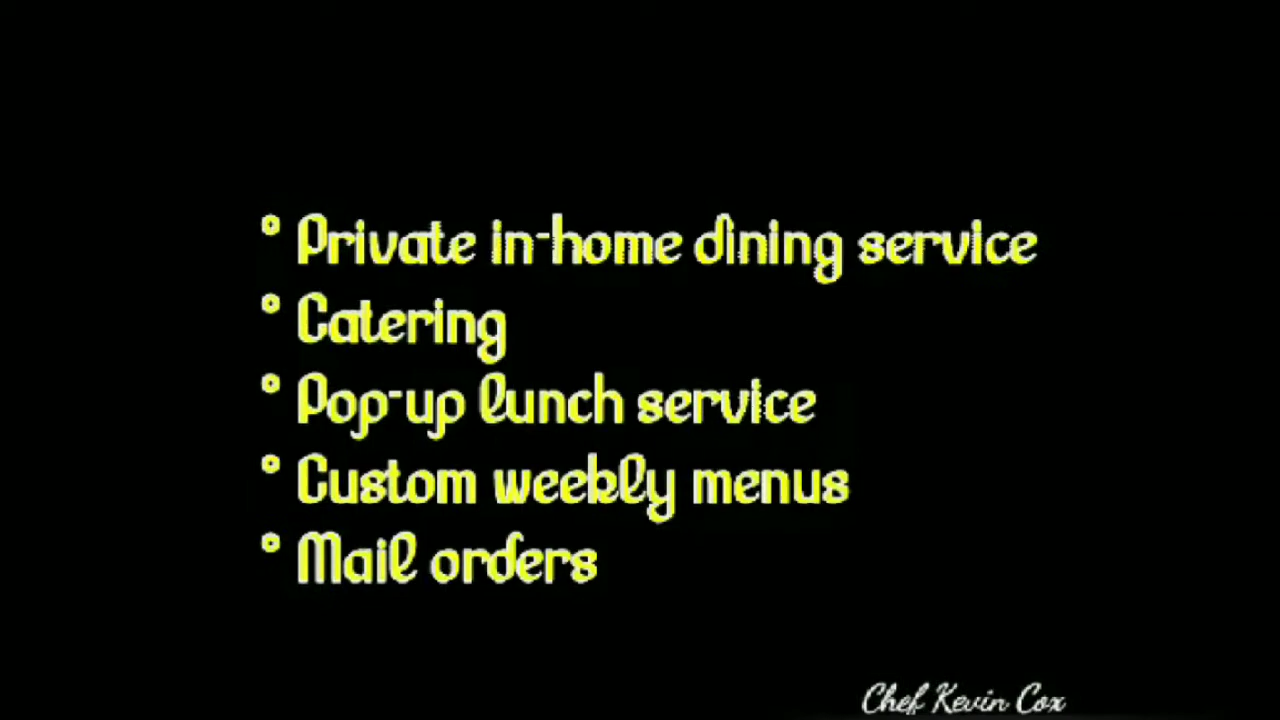 ° Private in-home dining service
° Catering
° Pop-up lunch service
° Custom weekly menus
° Mail orders
Chef Kevin Cox